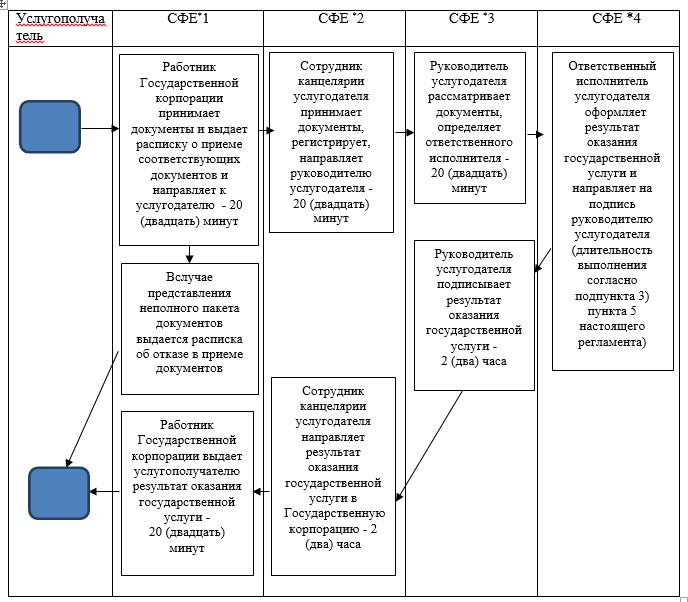 Услугополуча
тель
СФЕ*1
СФЕ *2
СФЕ *3
СФЕ *4
Работник
Государственной
корпорации
принимает
документы и выдает
расписку о приеме
соответствующих
документов и
направляет к
услугодателю - 20
(двадцать) минут
Сотрудник
канцелярии
услугодателя
принимает
документы,
регистрирует,
направляет
руководителю
услугодателя -
20 (двадцать)
минут
Руководитель
услугодателя
рассматривает
документы,
определяет
ответственного
исполнителя -
20 (двадцать)
минут
Ответственный
исполнитель
услугодателя
оформляет
результат
оказания
государственной
услуги и
направляет на
подпись
руководителю
услугодателя
(длительность
выполнения
согласно
подпункта 3)
пункта 5
настоящего
регламента)
Вслучае
представления
неполного пакета
документов
выдается расписка
об отказе в приеме
документов
Руководитель
услугодателя
подписывает
результат
оказания
государственной
услуги -
2 (два) часа
Работник
Государственной
корпорации выдает
услугополучателю
результат оказания
государственной
услуги -
20 (двадцать)
минут
Сотрудник
канцелярии
услугодателя
направляет
результат
оказания
государственной
услуги в
Государственную
корпорацию - 2
(два) часа